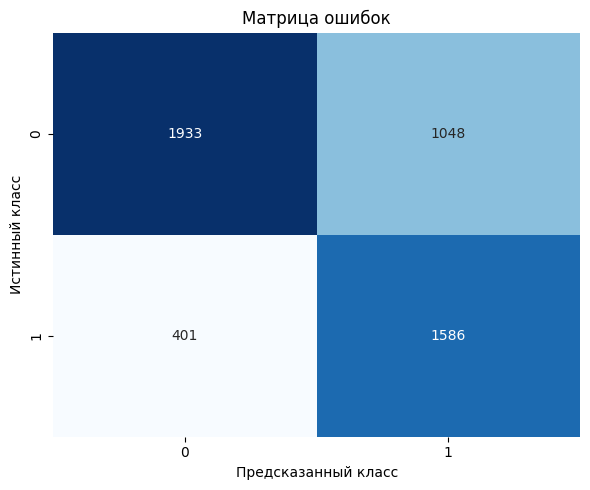 Матрица ошибок
Истинный класс
0
1933
1048
1
401
1586
0
1
Предсказанный класс